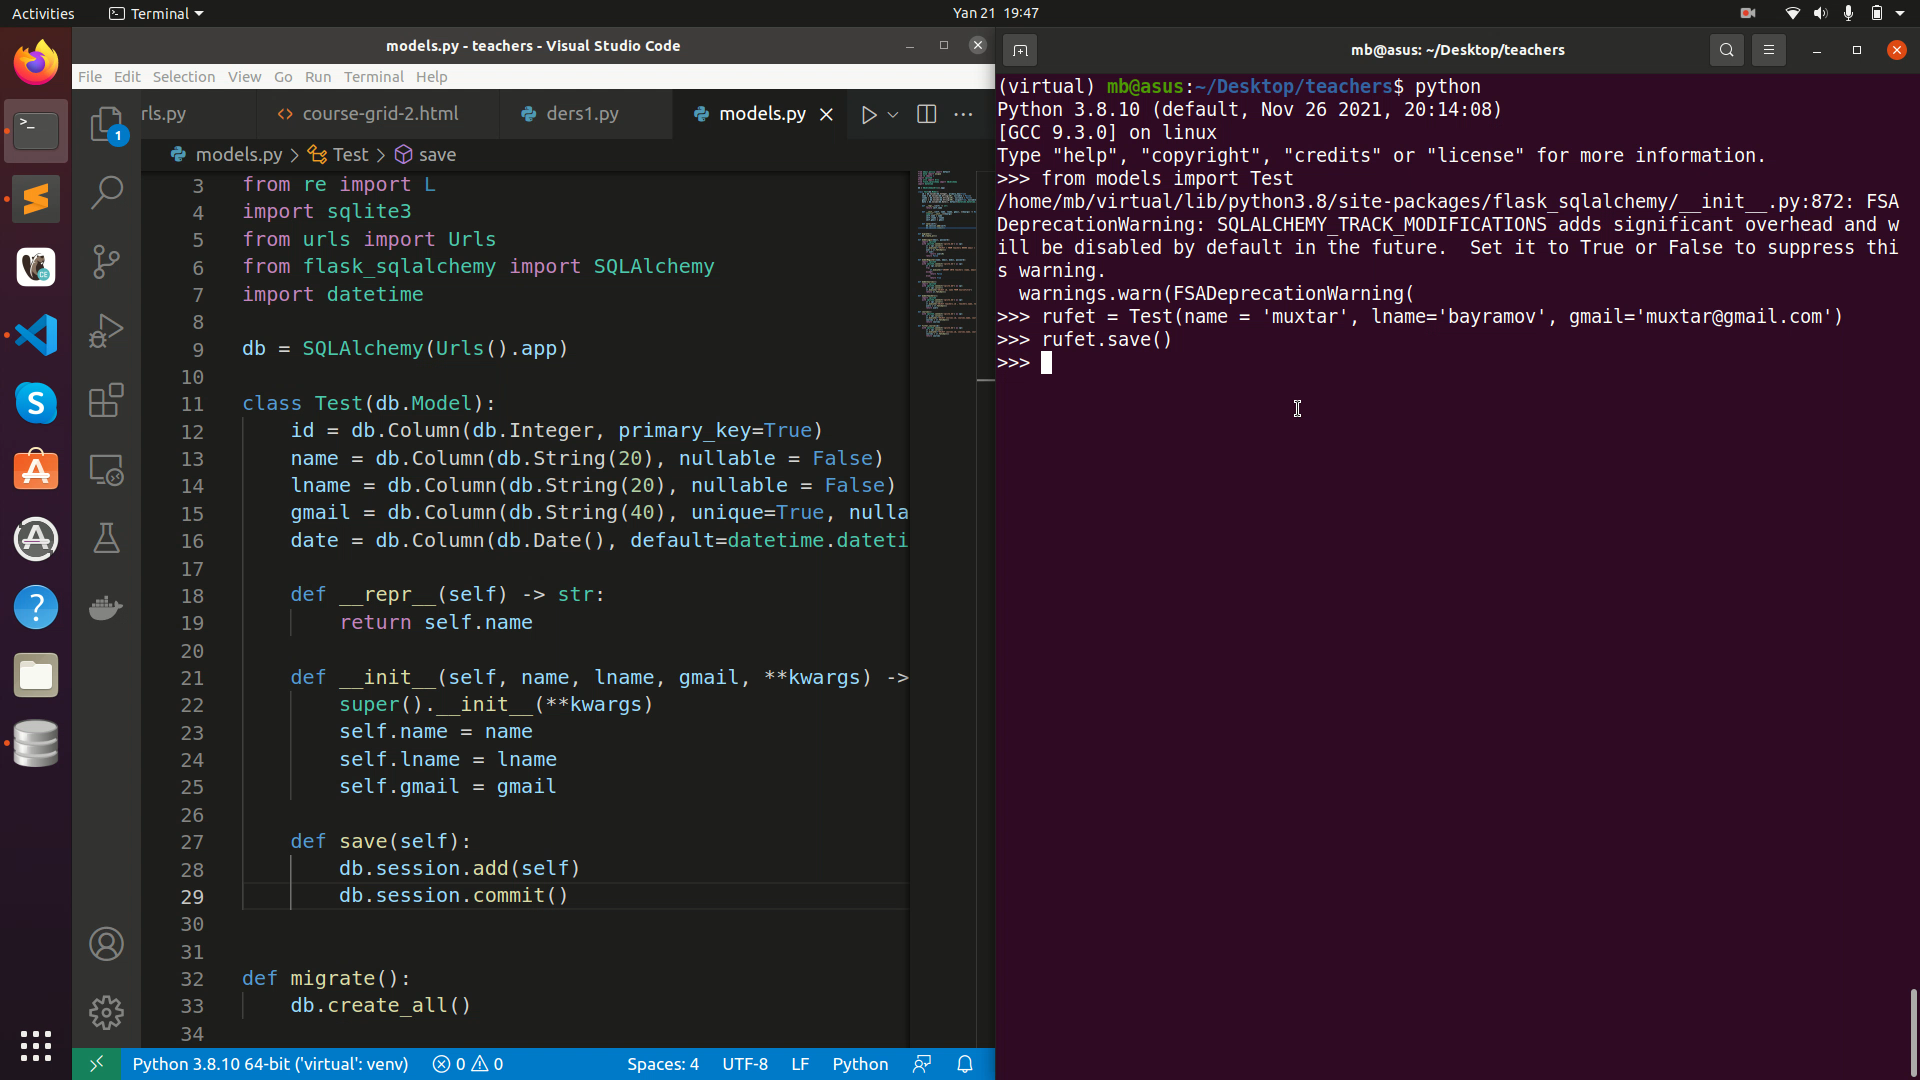 Activities
Terminal
Yan 21 19:47
models.py - teachers - Visual Studio Code
File Edit Selection View Go Run Terminal Help
rls.py
course-grid-2.html
ders1.py
models.py
models.py > Test > save
1
3 from re import L
4 import sqlite3
5 from urls import Urls
6 from flask_sqlalchemy import SQLAlchemy
7 import datetime
8
9 db = SQLAlchemy(Urls().app)
10
11 class Test(db.Model):
12 id = db.Column(db.Integer, primary_key=True)
13 name = db.Column(db.String(20), nullable = False)
14 lname = db.Column(db.String(20), nullable = False)
15 gmail = db.Column(db.String(40), unique=True, nulla
16 date = db.Column(db.Date(), default=datetime.dateti
17
18 def __repr__(self) -> str:
19 return self.name
20
21 def __init__(self, name, lname, gmail, **kwargs) ->
22 super().__init__(**kwargs)
23 self.name = name
24 self.lname = lname
25 self.gmail = gmail
26
27 def save(self):
28 db.session.add(self)
29 db.session.commit()
30
31
32 def migrate():
33 db.create_all()
34
Python 3.8.10 64-bit ('virtual': venv)
0 0
Spaces: 4
UTF-8
LF
Python
mb@asus: ~/Desktop/teachers
(virtual) mb@asus:~/Desktop/teachers$ python
Python 3.8.10 (default, Nov 26 2021, 20:14:08)
[GCC 9.3.0] on linux
Type "help", "copyright", "credits" or "license" for more information.
>>> from models import Test
/home/mb/virtual/lib/python3.8/site-packages/flask_sqlalchemy/__init__.py:872: FSA
DeprecationWarning: SQLALCHEMY_TRACK_MODIFICATIONS adds significant overhead and w
ill be disabled by default in the future.  Set it to True or False to suppress thi
s warning.
  warnings.warn(FSADeprecationWarning(
>>> rufet = Test(name = 'muxtar', lname='bayramov', gmail='muxtar@gmail.com')
>>> rufet.save()
>>>